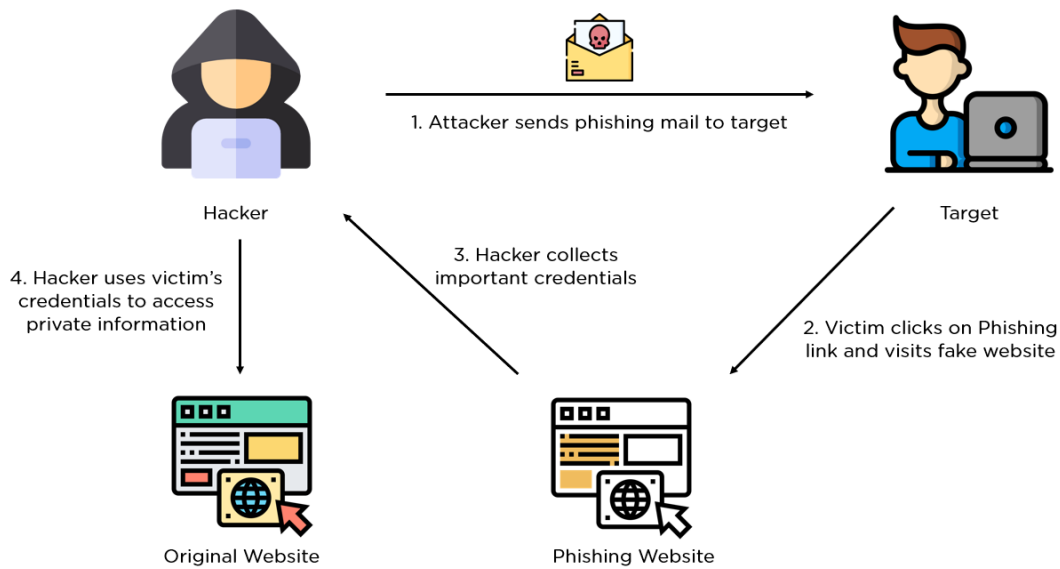 1. Attacker sends phishing mail to target
Hacker
Target
3. Hacker collects
important credentials
4. Hacker uses victim's
credentials to access
private information
2. Victim clicks on Phishing
link and visits fake website
Original Website
Phishing Website